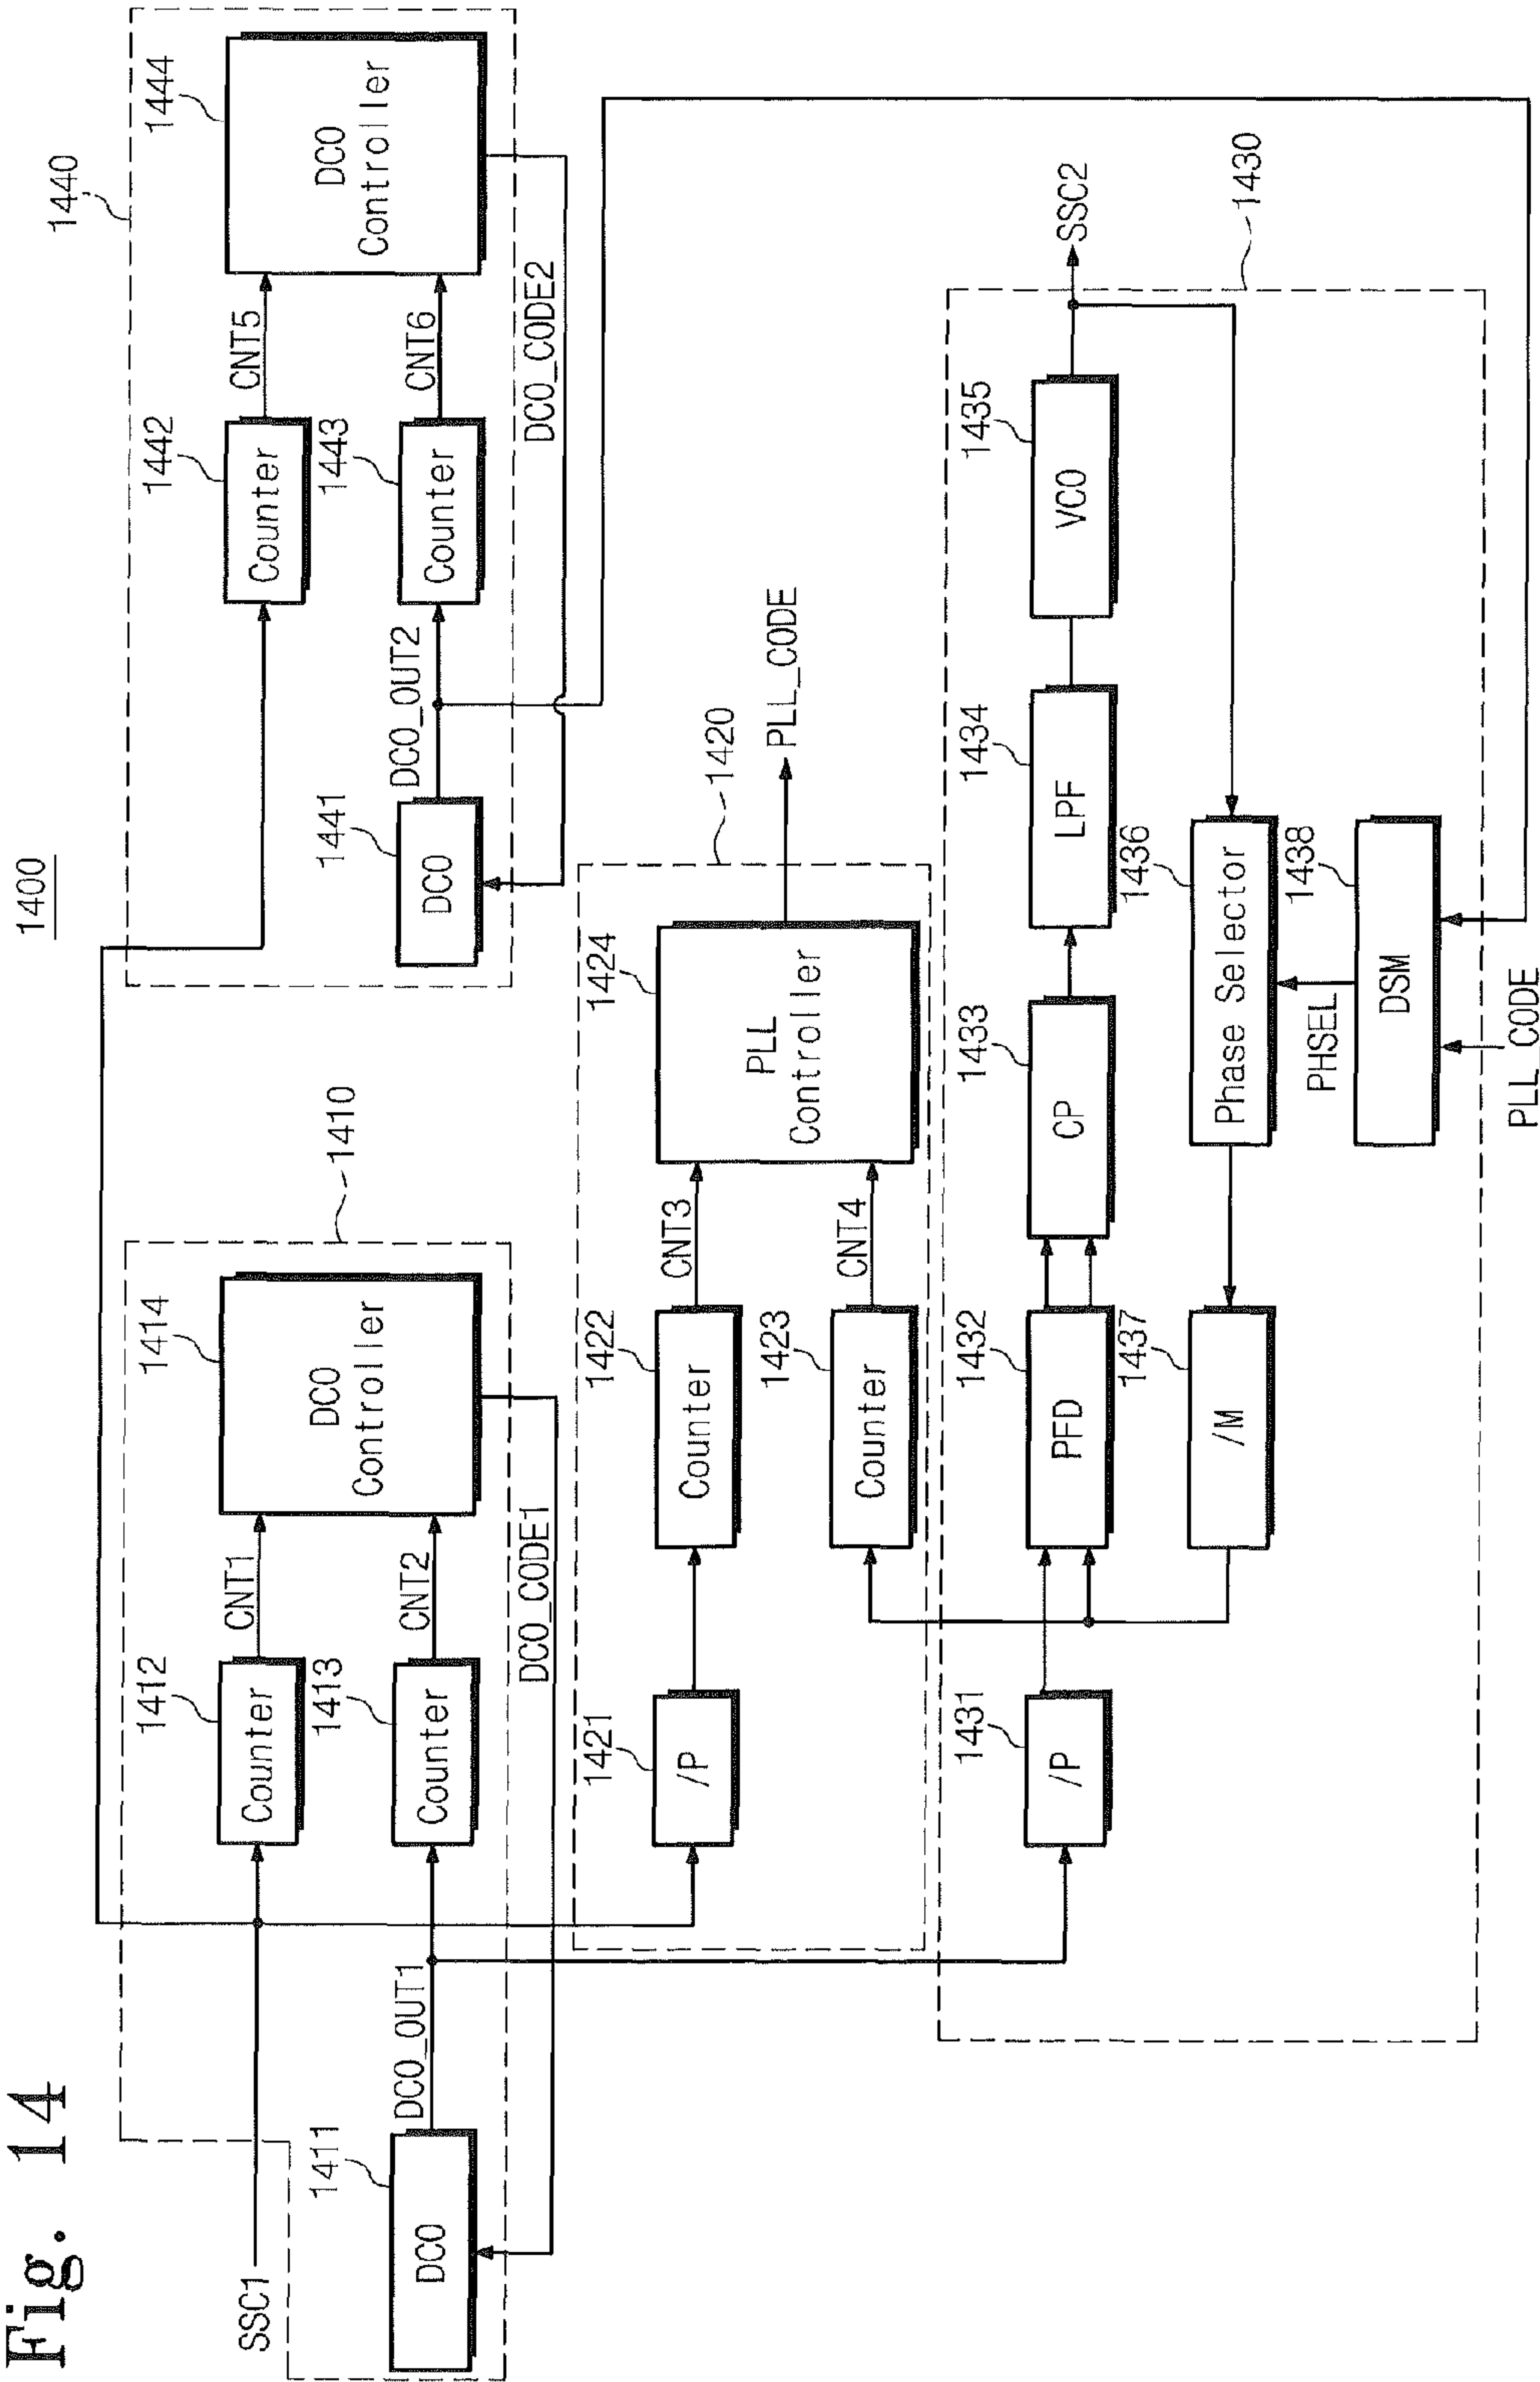 Fig. 14
1400
SSC1
1410
1411
DCO
DCO_OUT1
1412
Counter
CNT1
1413
Counter
CNT2
1414
DCO
Controller
DCO_CODE1
1440
1441
DCO
DCO_OUT2
1442
Counter
CNT5
1443
Counter
CNT6
1444
DCO
Controller
DCO_CODE2
1420
1421
/P
1422
Counter
CNT3
1423
Counter
CNT4
1424
PLL
Controller
PLL_CODE
1430
1431
/P
1432
PFD
1433
CP
1434
LPF
1435
VCO
SSC2
1437
/M
1436
Phase Selector
PHSEL
1438
DSM
PLL_CODE